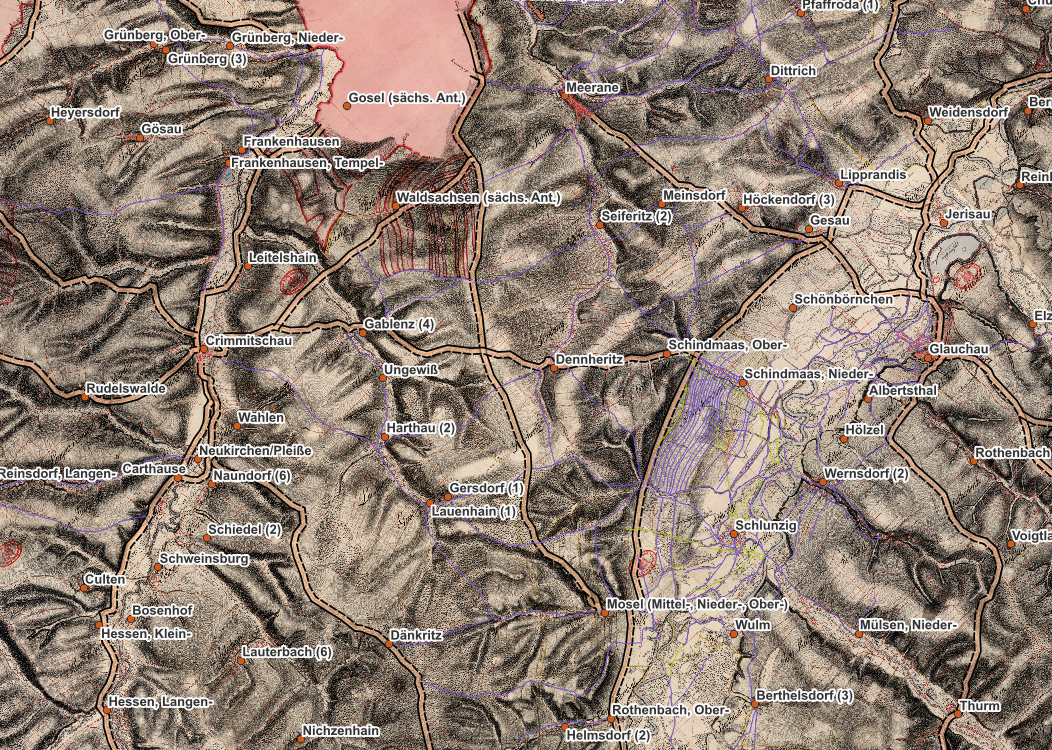 Pfaffroda (1)
Grünberg, Ober-
Grünberg, Nieder-
Grünberg (3)
Dittrich
Meerane
Gosel (sächs. Ant.)
Heyersdorf
Weidensdorf
Gösau
Frankenhausen
Frankenhausen, Tempel-
Lipprandis
Waldsachsen (sächs. Ant.)
Meinsdorf
Höckendorf (3)
Seiferitz (2)
Gesau
Jerisau
Leitelshain
Schönbörnchen
Gablenz (4)
Crimmitschau
Schindmaas, Ober-
Glauchau
Dennheritz
Ungewiß
Schindmaas, Nieder-
Rudelswalde
Albertsthal
Wahlen
Harthau (2)
Hölzel
Neukirchen/Pleiße
Rothenbach
Reinsdorf, Langen-
Carthause
Naundorf (6)
Wernsdorf (2)
Gersdorf (1)
Lauenhain (1)
Schiedel (2)
Schlunzig
Schweinsburg
Culten
Bosenhof
Mosel (Mittel-, Nieder-, Ober-)
Hessen, Klein-
Dänkritz
Wulm
Mülsen, Nieder-
Lauterbach (6)
Hessen, Langen-
Berthelsdorf (3)
Rothenbach, Ober-
Thurm
Nichzenhain
Helmsdorf (2)